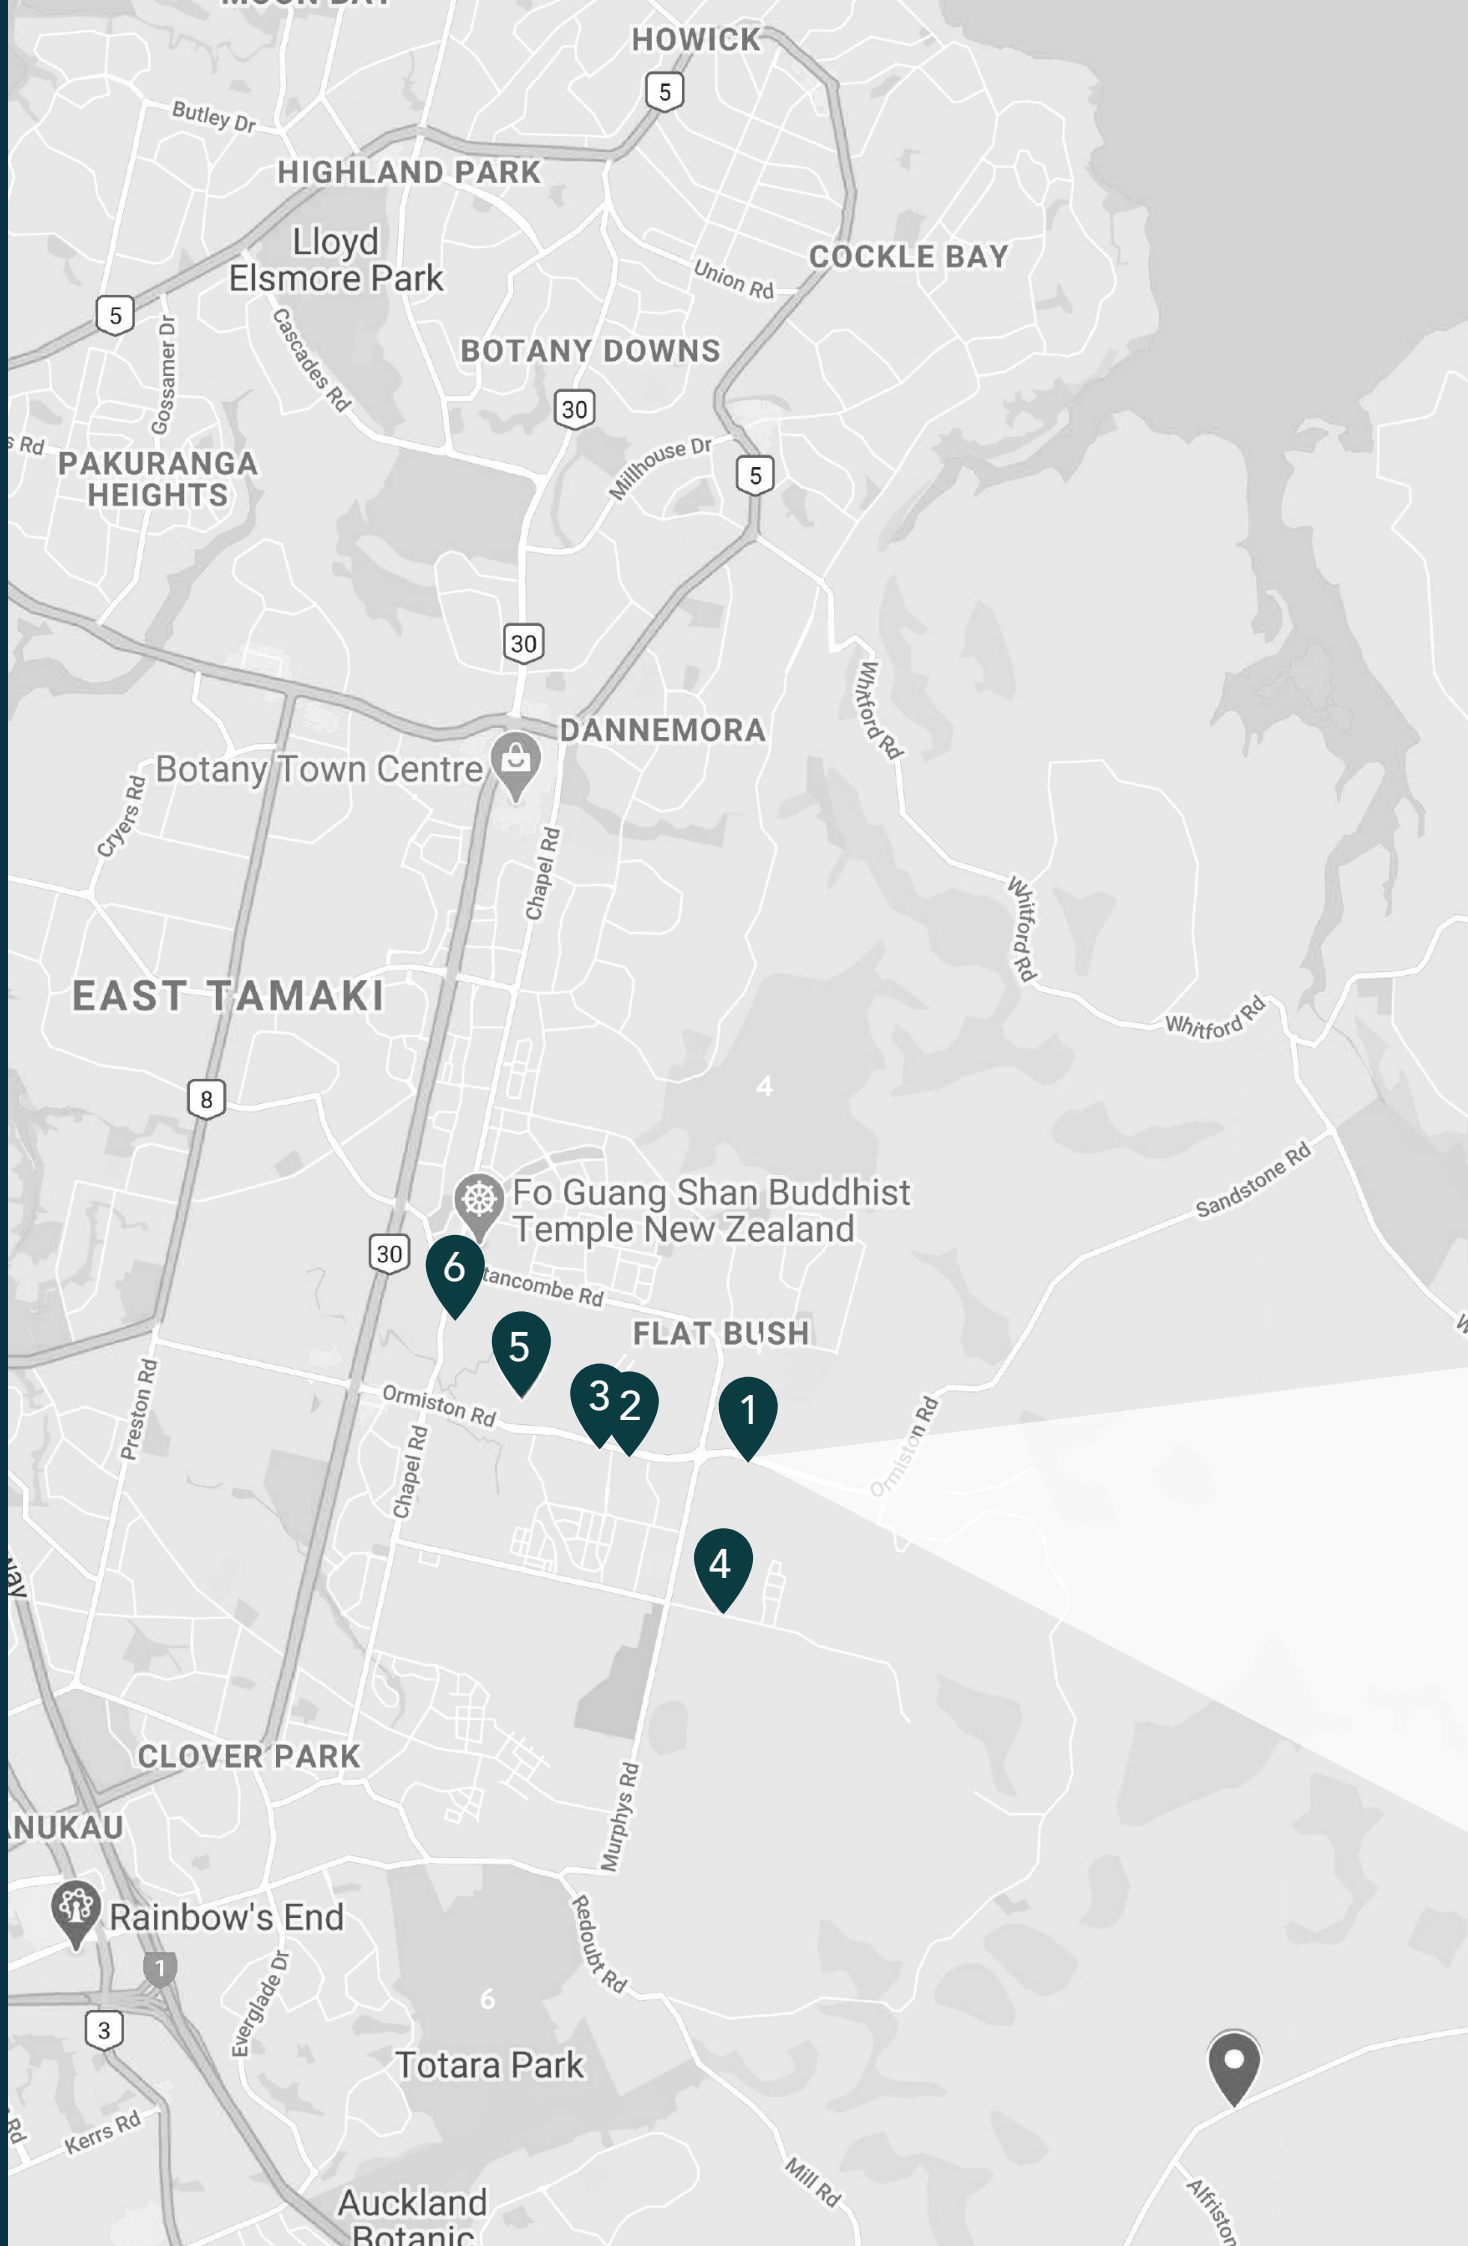 HOWICK
5
Butley Dr
HIGHLAND PARK
Lloyd
Elsmore Park
COCKLE BAY
Union Rd
5
Gossamer Dr
Cascades Rd
BOTANY DOWNS
30
s Rd
PAKURANGA
HEIGHTS
Millhouse Dr
5
30
Whitford Rd
DANNEMORA
Botany Town Centre
Cryers Rd
Chapel Rd
Whitford Rd
EAST TAMAKI
Whitford Rd
8
4
Sandstone Rd
Fo Guang Shan Buddhist
Temple New Zealand
30
6
tancombe Rd
FLAT BUSH
5
3
2
1
Preston Rd
Ormiston Rd
Ormiston Rd
Chapel Rd
4
way
CLOVER PARK
Murphys Rd
ANUKAU
Rainbow's End
1
Redoubt Rd
Everglade Dr
6
3
Totara Park
Kerrs Rd
Rd
Mill Rd
Alfriston
Auckland
Botanic